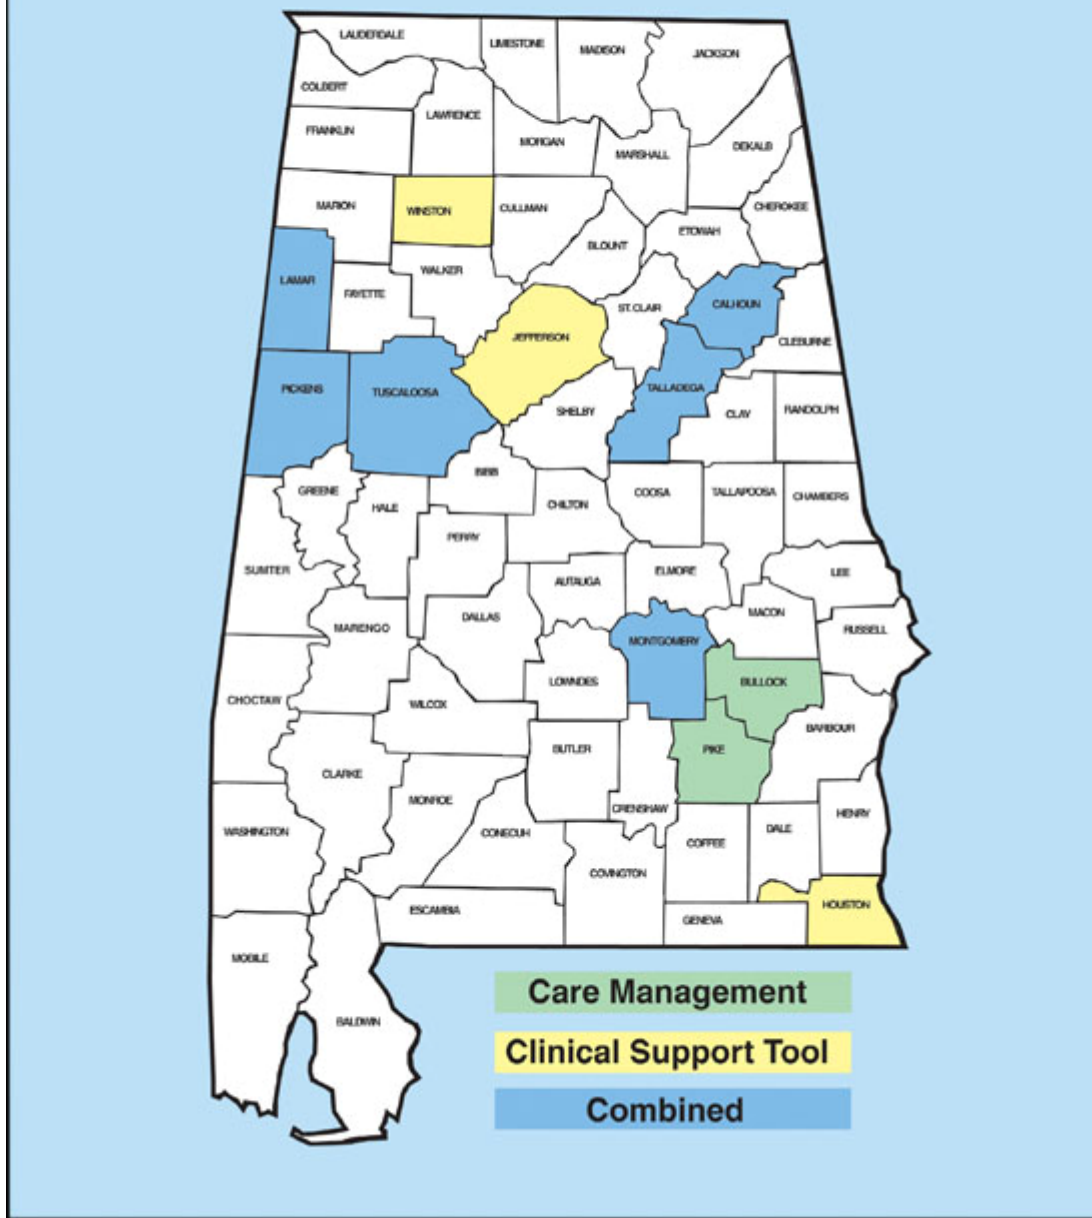 LAUDERDALE
LIMESTONE
MADISON
JACKSON
COLBERT
LAWRENCE
FRANKLIN
MORGAN
MARSHALL
DEKALB
MARION
WINSTON
CULLMAN
CHEROKEE
ETOWAH
BLOUNT
LAMAR
WALKER
FAYETTE
ST. CLAIR
CALHOUN
JEFFERSON
CLEBURNE
PICKENS
TUSCALOOSA
TALLADEGA
SHELBY
CLAY
RANDOLPH
BIBB
GREENE
HALE
CHILTON
COOSA
TALLAPOOSA
CHAMBERS
PERRY
SUMTER
AUTAUGA
ELMORE
LEE
MARENGO
DALLAS
MACON
RUSSELL
MONTGOMERY
CHOCTAW
WILCOX
LOWNDES
BULLOCK
BARBOUR
BUTLER
PIKE
CLARKE
MONROE
CRENSHAW
HENRY
WASHINGTON
CONECUH
COFFEE
DALE
COVINGTON
ESCAMBIA
GENEVA
HOUSTON
MOBILE
BALDWIN
Care Management
Clinical Support Tool
Combined